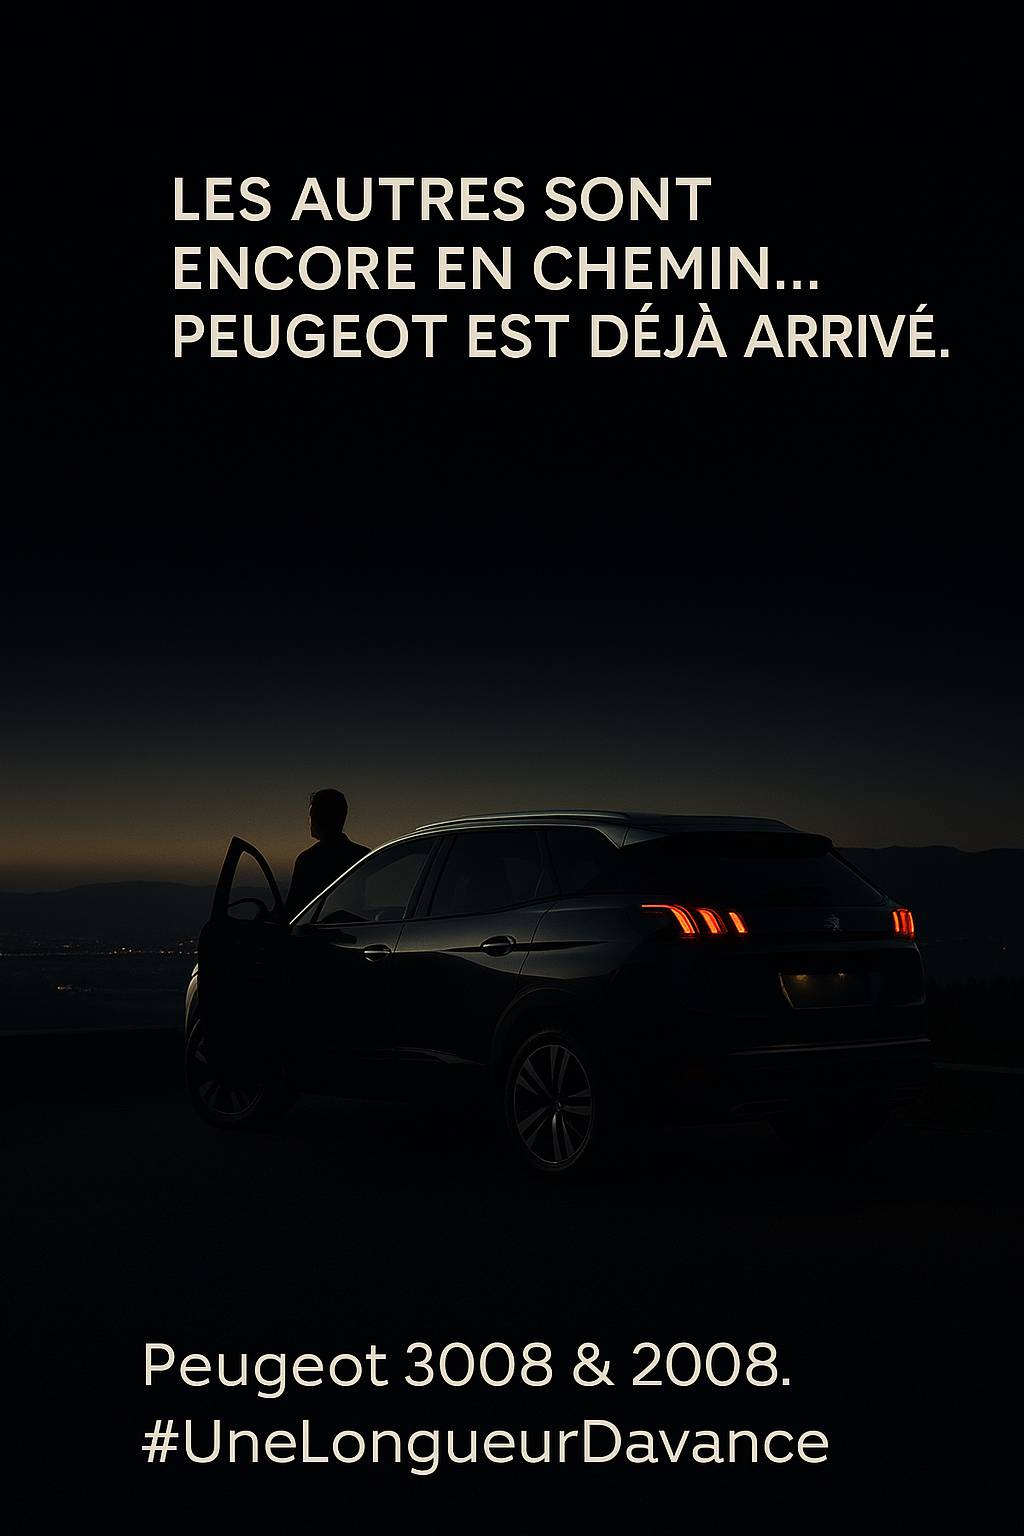 LES AUTRES SONT
ENCORE EN CHEMIN...
PEUGEOT EST DÉJÀ ARRIVÉ.
Peugeot 3008 & 2008.
#UneLongueurDavance